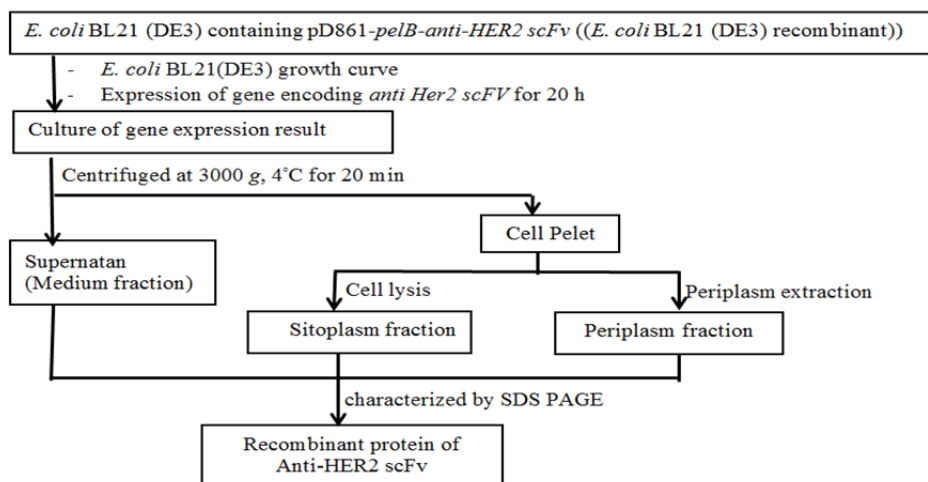 E. coli BL21 (DE3) containing pD861-pelB-anti-HER2 scFv ((E. coli BL21 (DE3) recombinant))
- E. coli BL21(DE3) growth curve
- Expression of gene encoding anti Her2 scFV for 20 h
Culture of gene expression result
Centrifuged at 3000 g, 4°C for 20 min
Cell Pelet
Supernatan
(Medium fraction)
Cell lysis
Periplasm extraction
Sitoplasm fraction
Periplasm fraction
characterized by SDS PAGE
Recombinant protein of
Anti-HER2 scFv